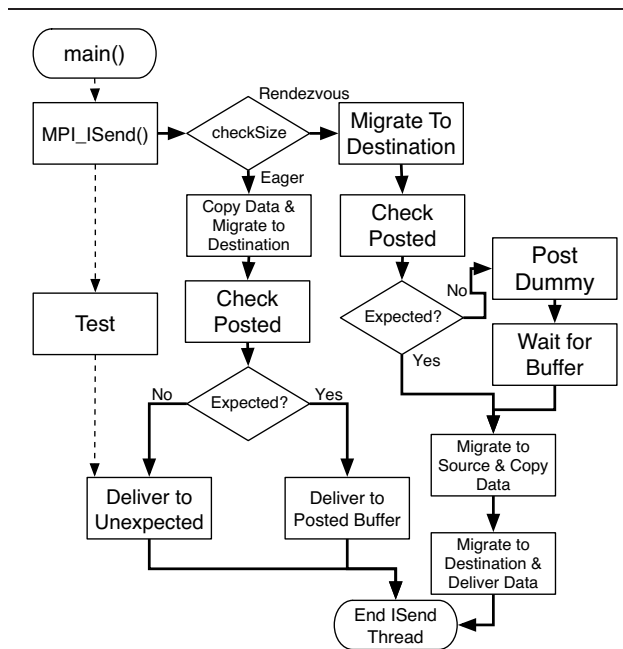 main()
MPI_ISend()
checkSize
Rendezvous
Migrate To
Destination
Eager
Copy Data &
Migrate to
Destination
Check
Posted
Check
Posted
Post
Dummy
No
Expected?
Wait for
Buffer
Yes
Test
No
Expected?
Yes
Migrate to
Source & Copy
Data
Deliver to
Unexpected
Deliver to
Posted Buffer
Migrate to
Destination &
Deliver Data
End ISend
Thread